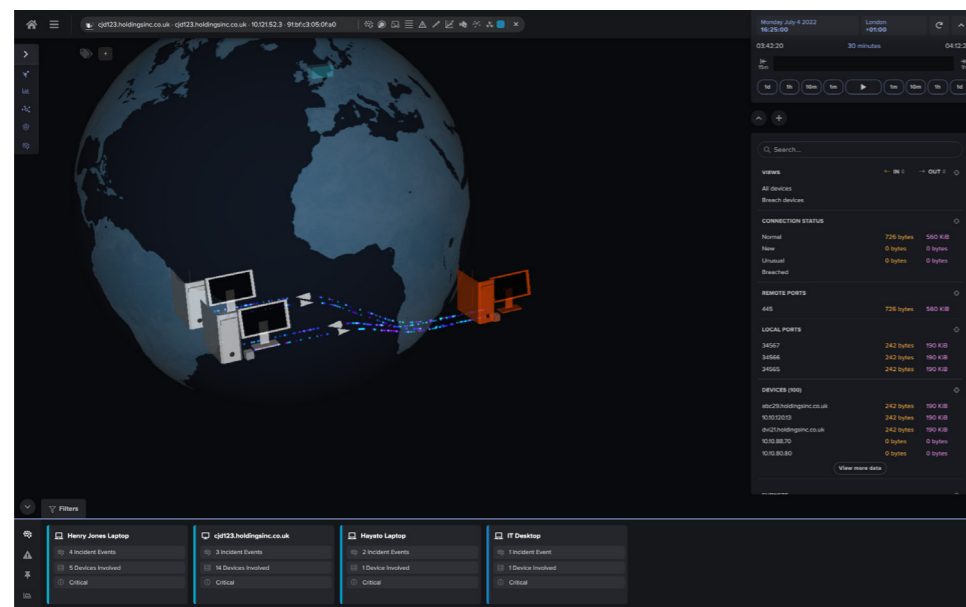 cjd123.holdingsinc.co.uk · cjd123.holdingsinc.co.uk · 10.121.52.3 · 91:bf:c3:05:0f:a0
Monday July 4 2022
16:25:00
London
+01:00
03:42:20
30 minutes
15m
1d 1h 10m 1m 1m 10m 1h 1d
Search...
VIEWS IN OUT
All devices
Breach devices
CONNECTION STATUS
Normal 726 bytes 560 KiB
New 0 bytes 0 bytes
Unusual 0 bytes 0 bytes
Breached
REMOTE PORTS
445 726 bytes 560 KiB
LOCAL PORTS
34567 242 bytes 190 KiB
34566 242 bytes 190 KiB
34565 242 bytes 190 KiB
DEVICES (100)
abc29.holdingsinc.co.uk 242 bytes 190 KiB
10.10.120.13 242 bytes 190 KiB
dvi21.holdingsinc.co.uk 242 bytes 190 KiB
10.10.88.70 0 bytes 0 bytes
10.10.80.80 0 bytes 0 bytes
View more data
Filters
Henry Jones Laptop
4 Incident Events
5 Devices Involved
Critical
cjd123.holdingsinc.co.uk
3 Incident Events
14 Devices Involved
Critical
Hayato Laptop
2 Incident Events
1 Device Involved
Critical
IT Desktop
1 Incident Event
1 Device Involved
Critical